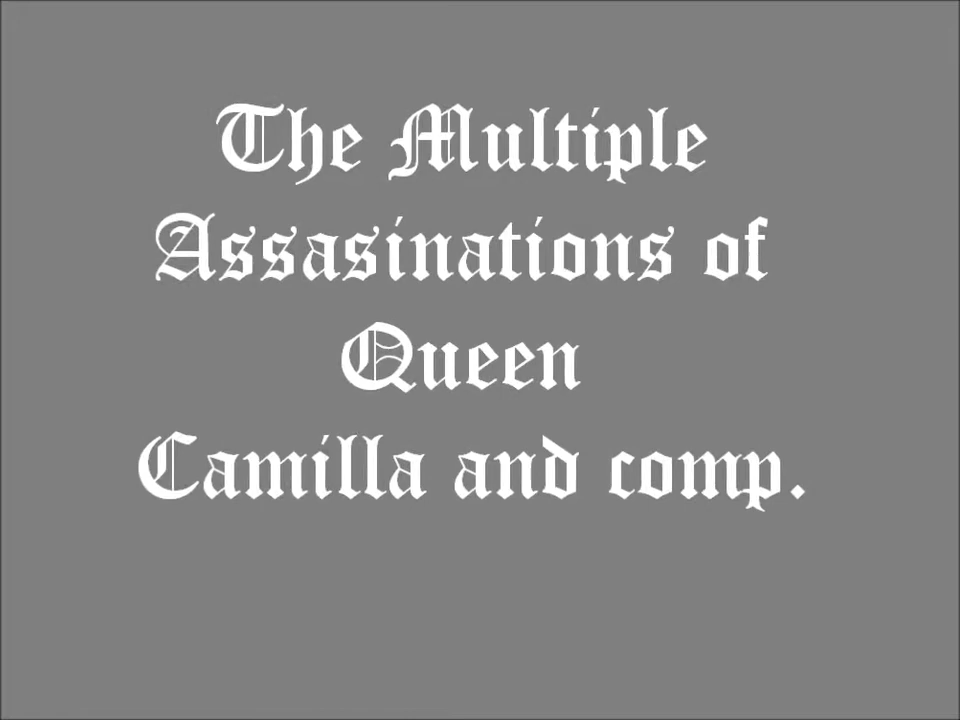 The Multiple
Assasinations of
Queen
Camilla and comp.